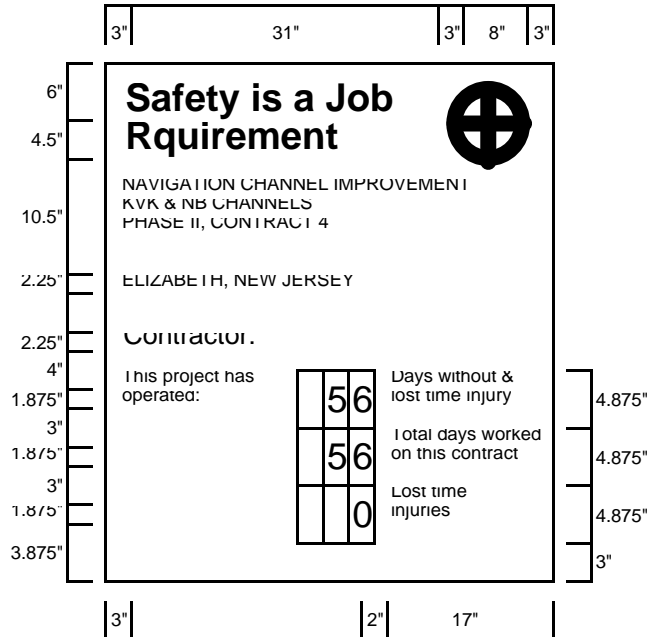 3" 31" 3" 8" 3"
6"
Safety is a Job
Rquirement
4.5"
NAVIGATION CHANNEL IMPROVEMENT
KVK & NB CHANNELS
10.5"
PHASE II, CONTRACT 4
2.25"
ELIZABETH, NEW JERSEY
2.25"
Contractor:
4"
This project has
operated:
56
Days without &
lost time injury
1.875"
4.875"
3"
56
Total days worked
on this contract
1.875"
4.875"
3"
0
Lost time
injuries
1.875"
4.875"
3.875"
3"
3" 2" 17"